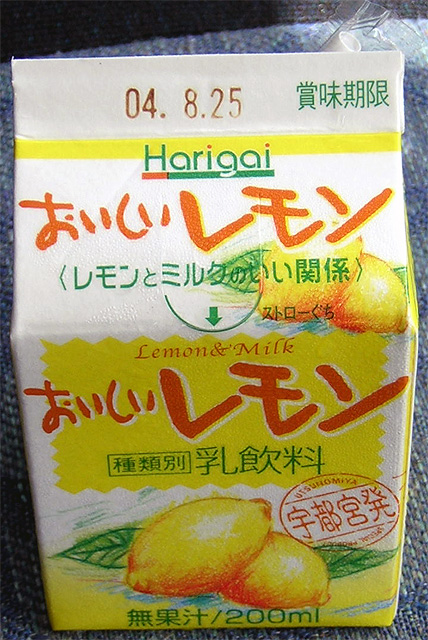 04. 8.25 賞味期限
Harigai
おいしいレモン
〈レモンとミルクのいい関係〉
ストローぐち
Lemon&Milk
おいしいレモン
種類別 乳飲料
UTSUNOMIYA
宇都宮発
無果汁/200ml